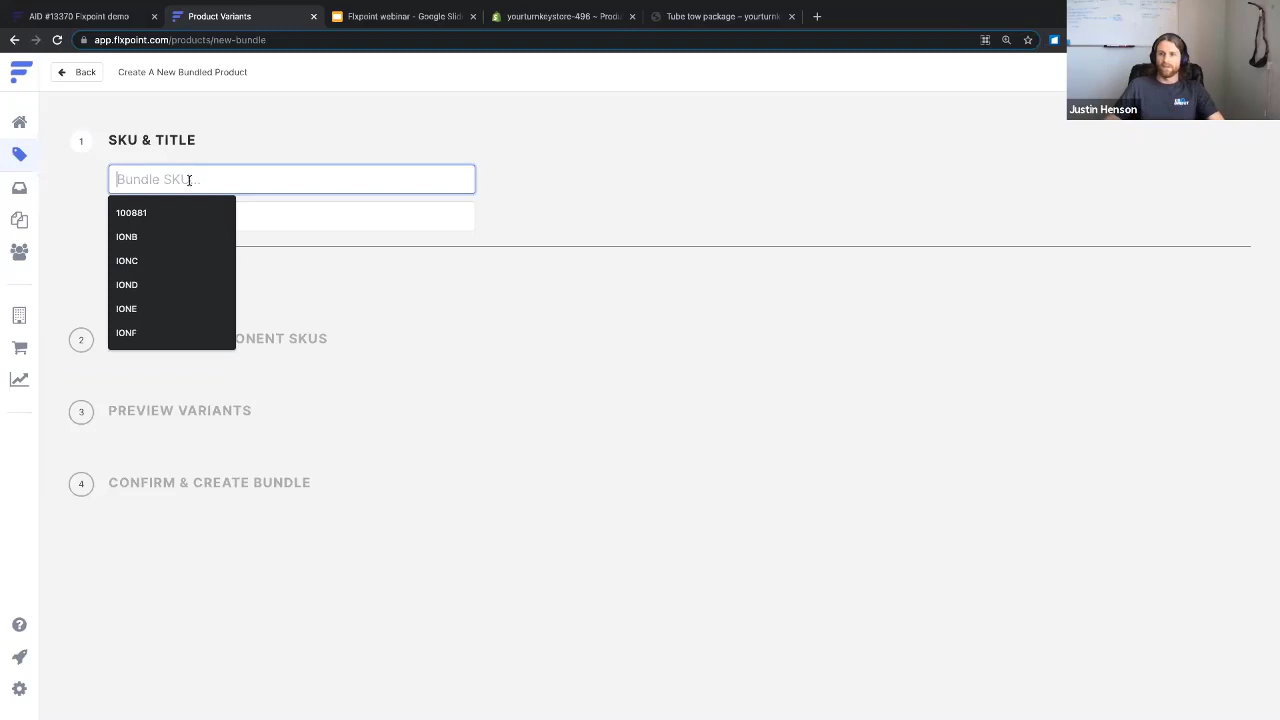 AID #13370 Flxpoint demo
Product Variants
Flxpoint webinar - Google Slid
yourturnkeystore-496 ~ Produ
Tube tow package – yourturnk
app.flxpoint.com/products/new-bundle
Back
Create A New Bundled Product
Justin Henson
1
SKU & TITLE
Bundle SKU...
100881
IONB
IONC
IOND
IONE
IONF
2
ONENT SKUS
3
PREVIEW VARIANTS
4
CONFIRM & CREATE BUNDLE